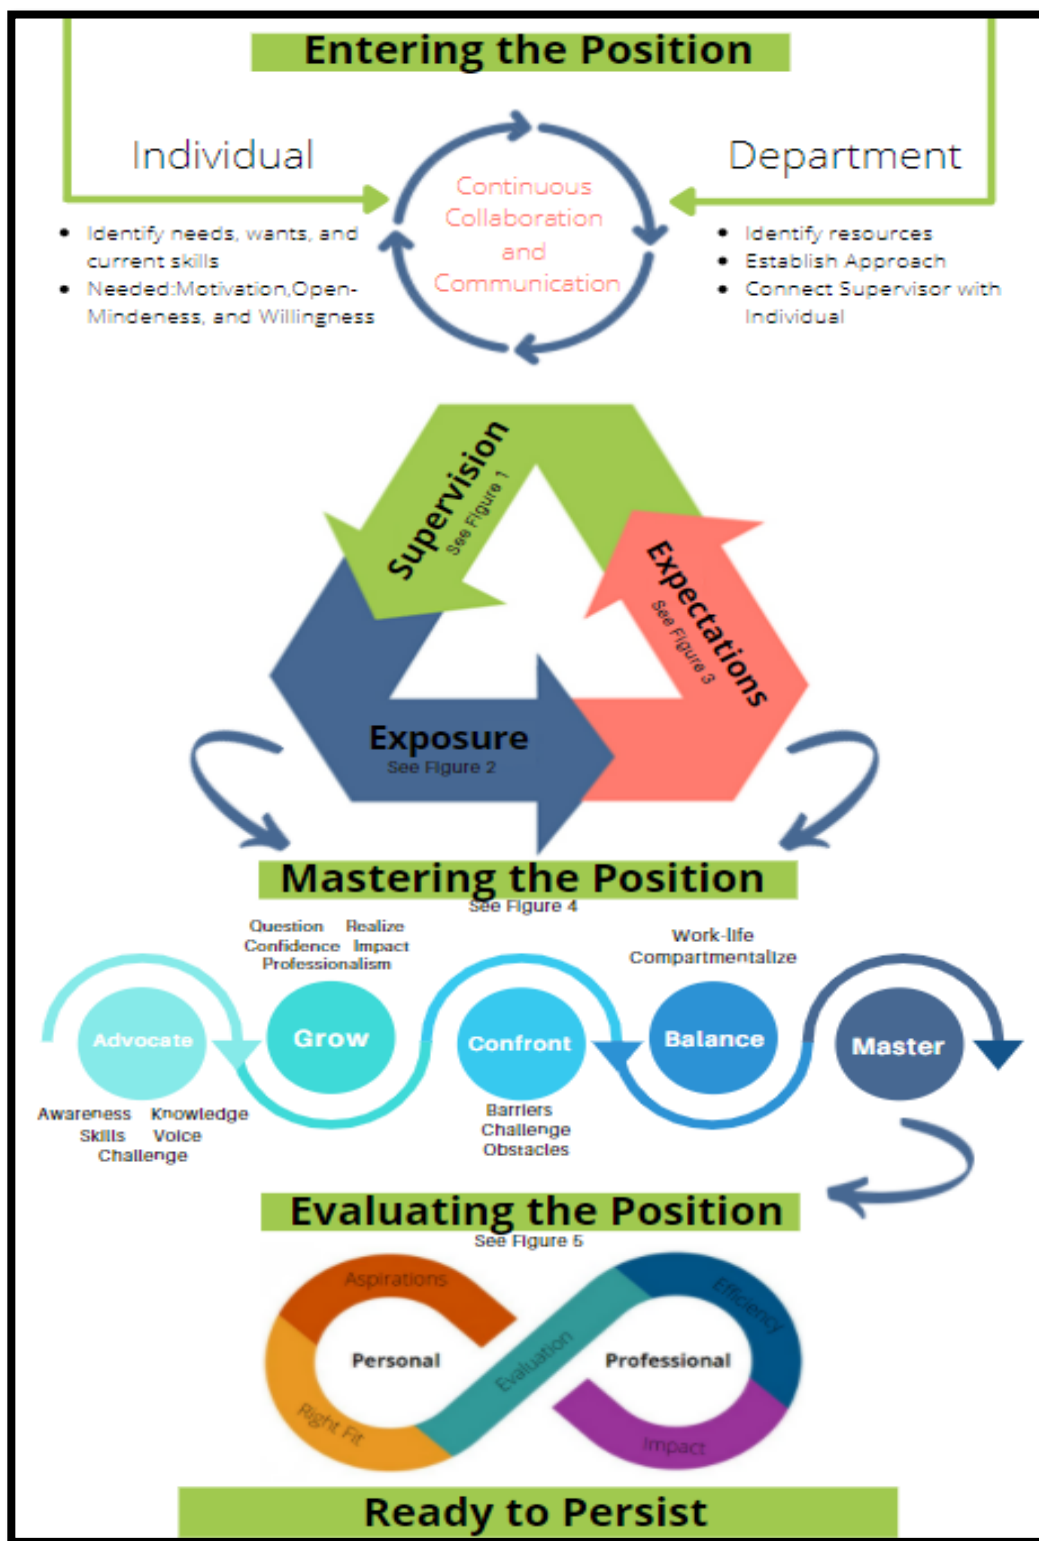 Entering the Position
Individual
Department
Continuous
Collaboration
and
Communication
• Identify needs, wants, and
current skills
• Needed:Motivation,Open-
Mindeness, and Willingness
• Identify resources
• Establish Approach
• Connect Supervisor with
Individual
Supervision
See Figure 1
Expectations
See Figure 3
Exposure
See Figure 2
Mastering the Position
See Figure 4
Question Realize
Confidence Impact
Professionalism
Work-life
Compartmentalize
Advocate
Grow
Confront
Balance
Master
Awareness Knowledge
Skills Voice
Challenge
Barriers
Challenge
Obstacles
Evaluating the Position
See Figure 5
Aspirations
Efficiency
Personal
Evaluation
Professional
Right Fit
Impact
Ready to Persist